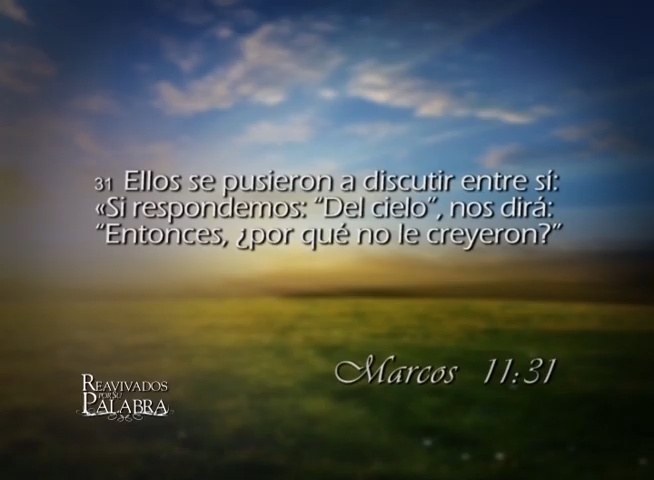 31 Ellos se pusieron a discutir entre sí:
«Si respondemos: “Del cielo”, nos dirá:
“Entonces, ¿por qué no le creyeron?”
Marcos 11:31
REAVIVADOS
POR SU
PALABRA